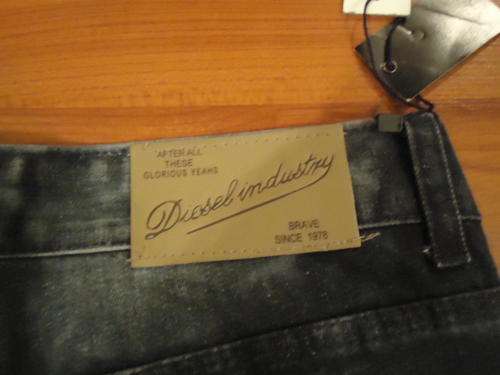 "AFTER ALL"
THESE
GLORIOUS YEARS
Diesel industry
BRAVE
SINCE 1978